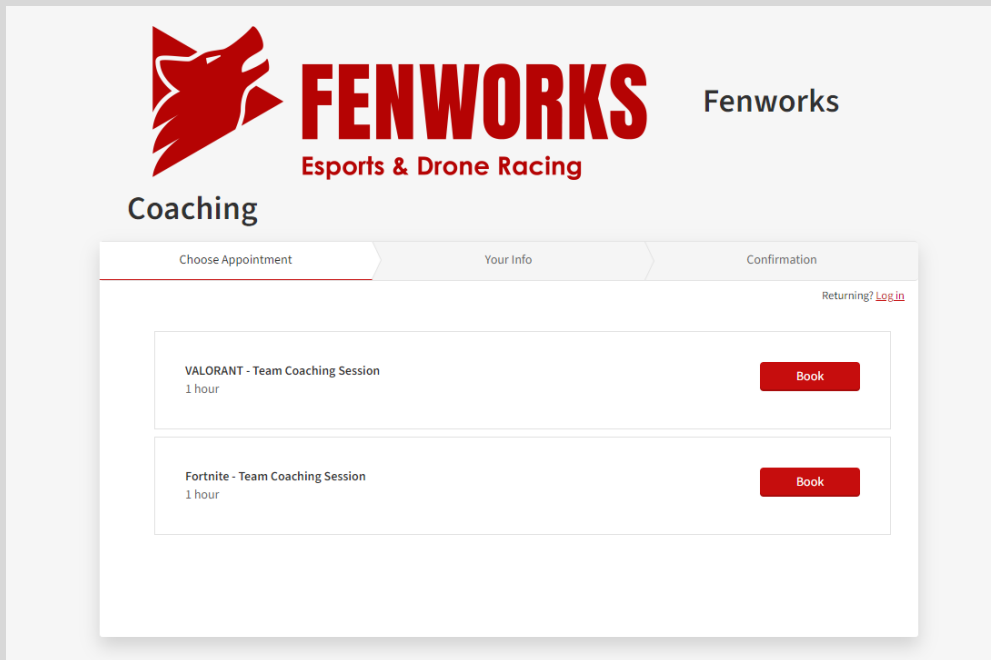 FENWORKS
Esports & Drone Racing
Fenworks
Coaching
Choose Appointment
Your Info
Confirmation
Returning? Log in
VALORANT - Team Coaching Session
1 hour
Book
Fortnite - Team Coaching Session
1 hour
Book